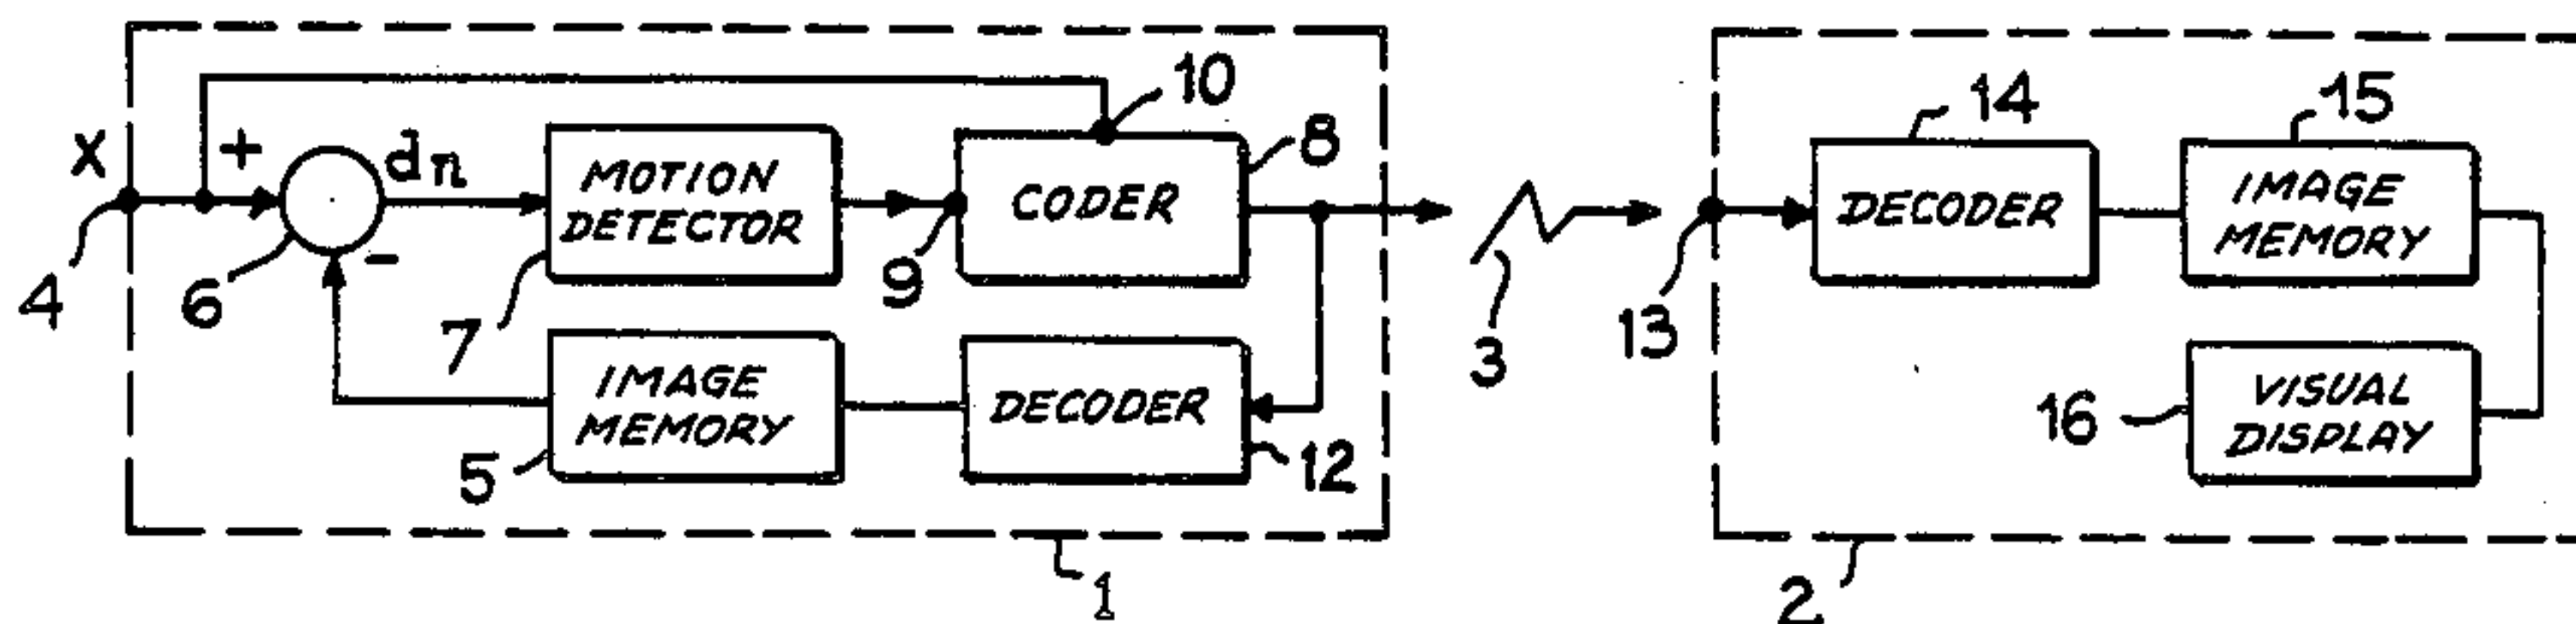 10
14
15
X
+
dn
MOTION
DETECTOR
CODER
8
DECODER
IMAGE
MEMORY
4
6
-
7
9
3
13
IMAGE
MEMORY
DECODER
VISUAL
DISPLAY
16
5
12
1
2